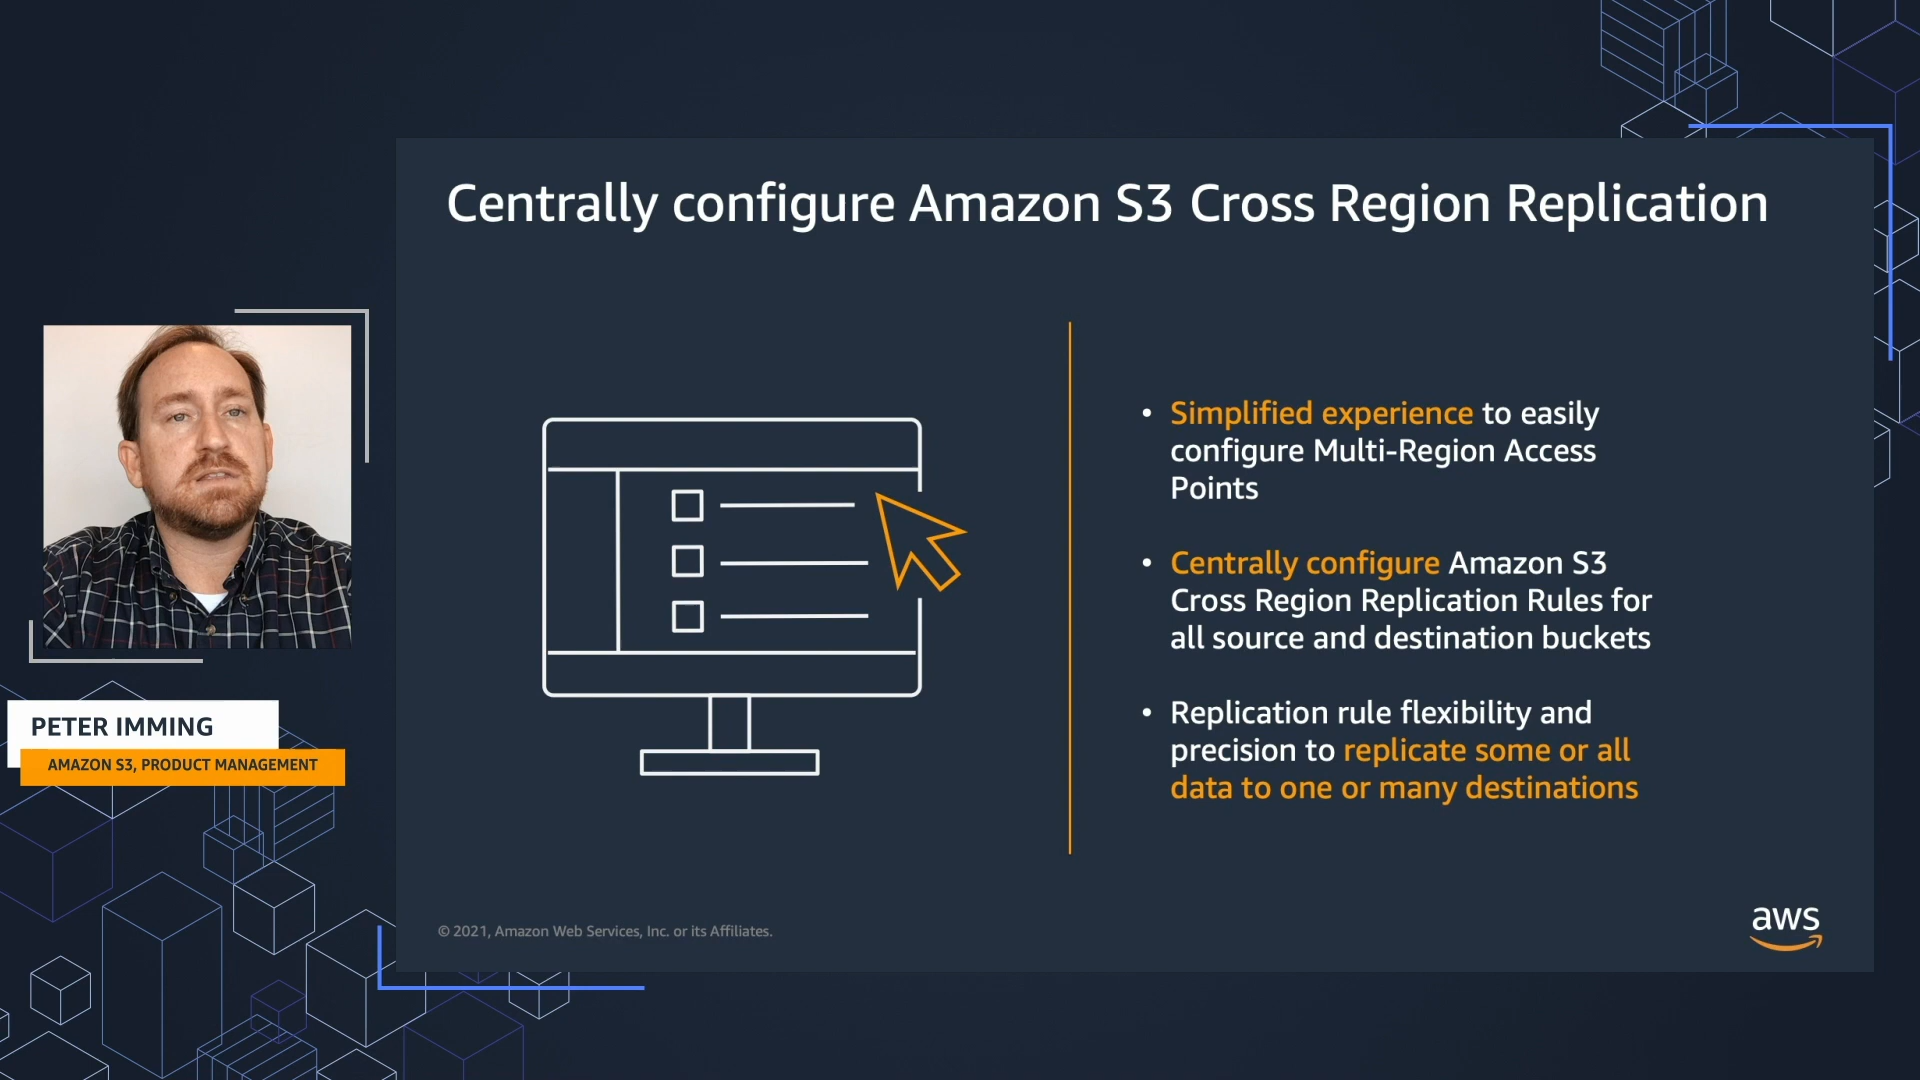 Centrally configure Amazon S3 Cross Region Replication
• Simplified experience to easily
configure Multi-Region Access
Points
• Centrally configure Amazon S3
Cross Region Replication Rules for
all source and destination buckets
• Replication rule flexibility and
precision to replicate some or all
data to one or many destinations
PETER IMMING
AMAZON S3, PRODUCT MANAGEMENT
© 2021, Amazon Web Services, Inc. or its Affiliates.
aws